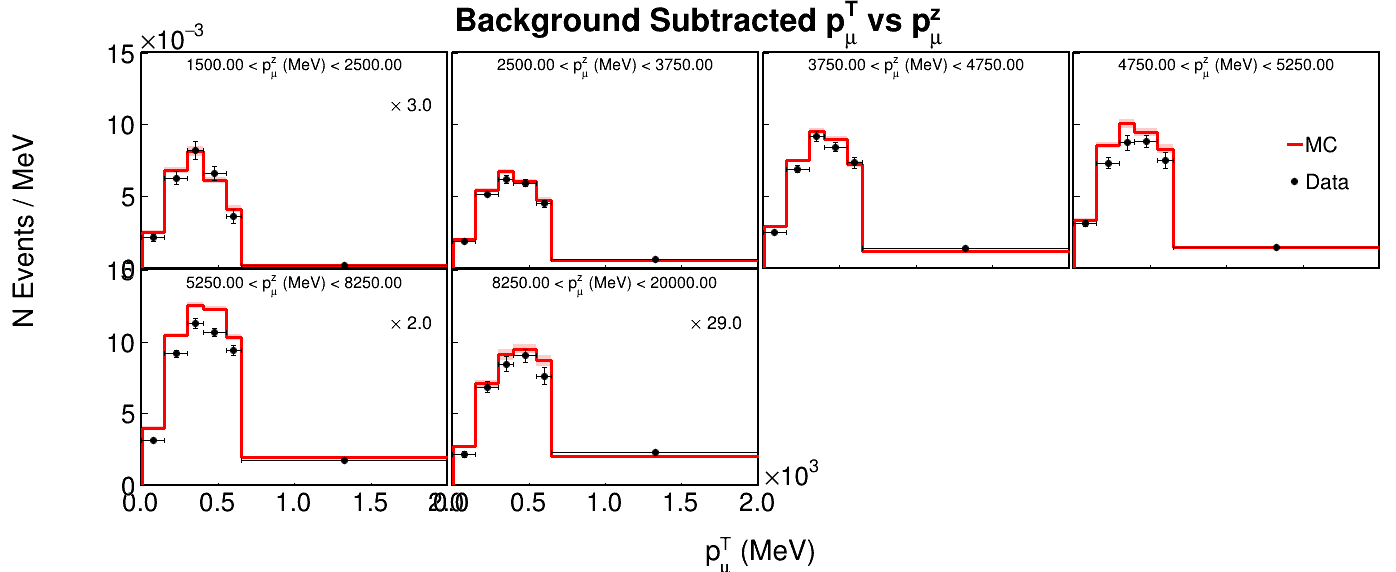 Background Subtracted p_μ^T vs p_μ^z
×10^−3
N Events / MeV
15
10
5
0
1500.00 < p_μ^z (MeV) < 2500.00
× 3.0
2500.00 < p_μ^z (MeV) < 3750.00
3750.00 < p_μ^z (MeV) < 4750.00
4750.00 < p_μ^z (MeV) < 5250.00
MC
Data
15
10
5
0
5250.00 < p_μ^z (MeV) < 8250.00
× 2.0
8250.00 < p_μ^z (MeV) < 20000.00
× 29.0
0.0 0.5 1.0 1.5 2.0
0.0 0.5 1.0 1.5 2.0
×10^3
p_μ^T (MeV)